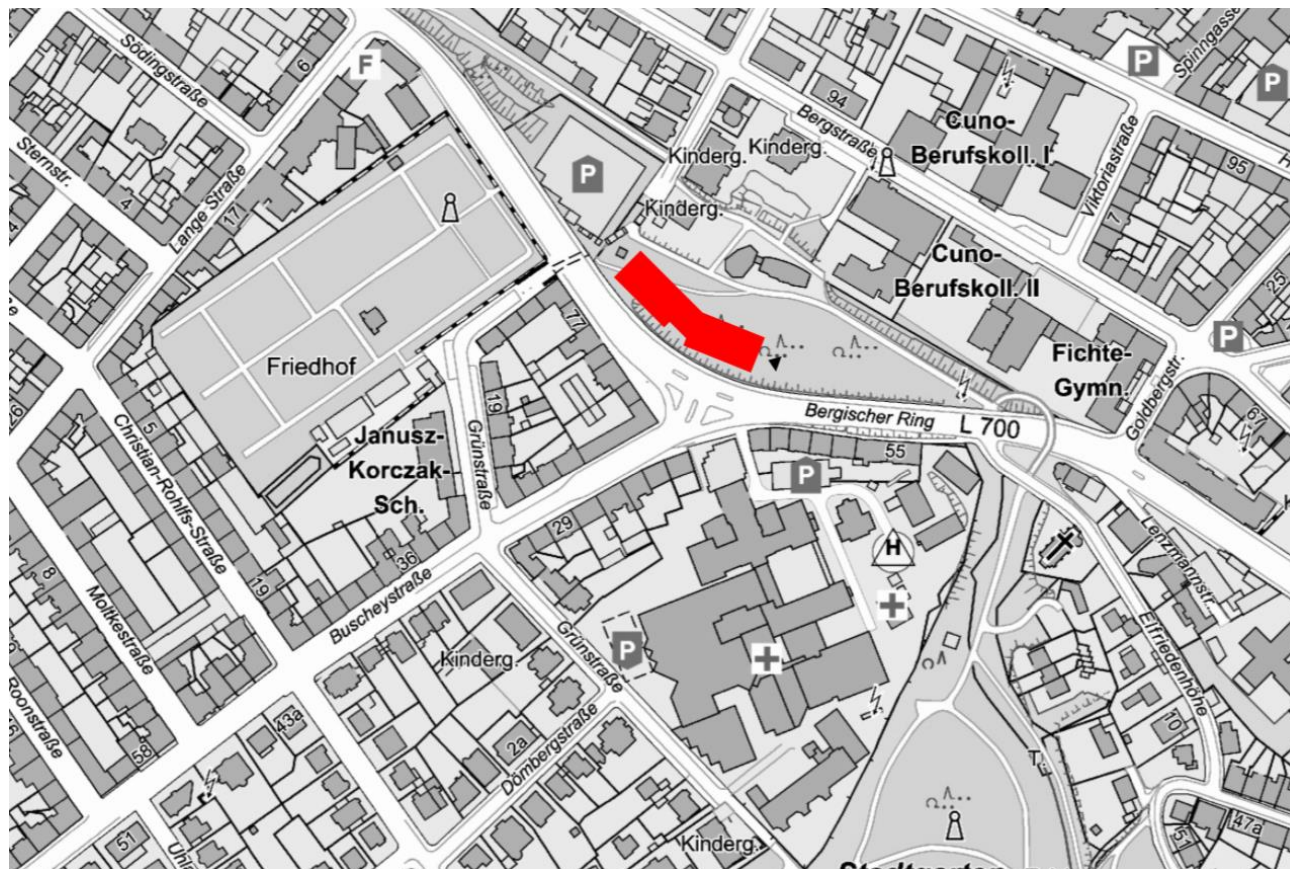 Södingstraße
6
F
P
Spinngasse
P
94
Bergstraße
Cuno-
Berufskoll. I
Viktoriastraße
95
H
Sternstr.
4
Lange Straße
17
P
Kinderg.
Kinderg.
Kinderg.
7
Cuno-
Berufskoll. II
25
77
Friedhof
Fichte-
Gymn.
P
Goldbergstr.
26
5
Christian-Rohlfs-Straße
19
Grünstraße
Janusz-
Korczak-
Sch.
Bergischer Ring
L 700
55
67
P
29
H
36
Buscheystraße
8
Moltkestraße
19
Lenzmannstr.
Elfriedenhöhe
Kinderg.
P
Grünstraße
Roonstraße
58
43a
2a
Dömbergstraße
10
T.
51
Kinderg.
51
47a
Stadtgarten